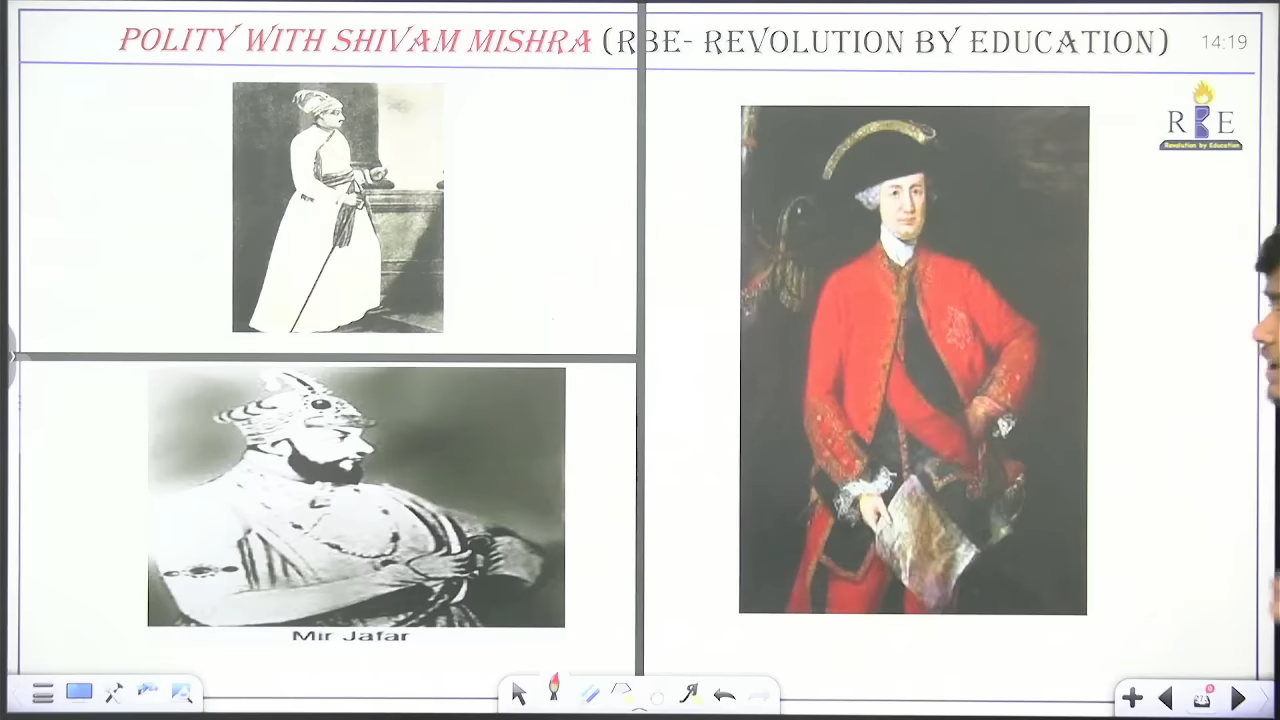 POLITY WITH SHIVAM MISHRA (RBE- REVOLUTION BY EDUCATION)
14:19
RBE
Revolution by Education
Mir Jafar